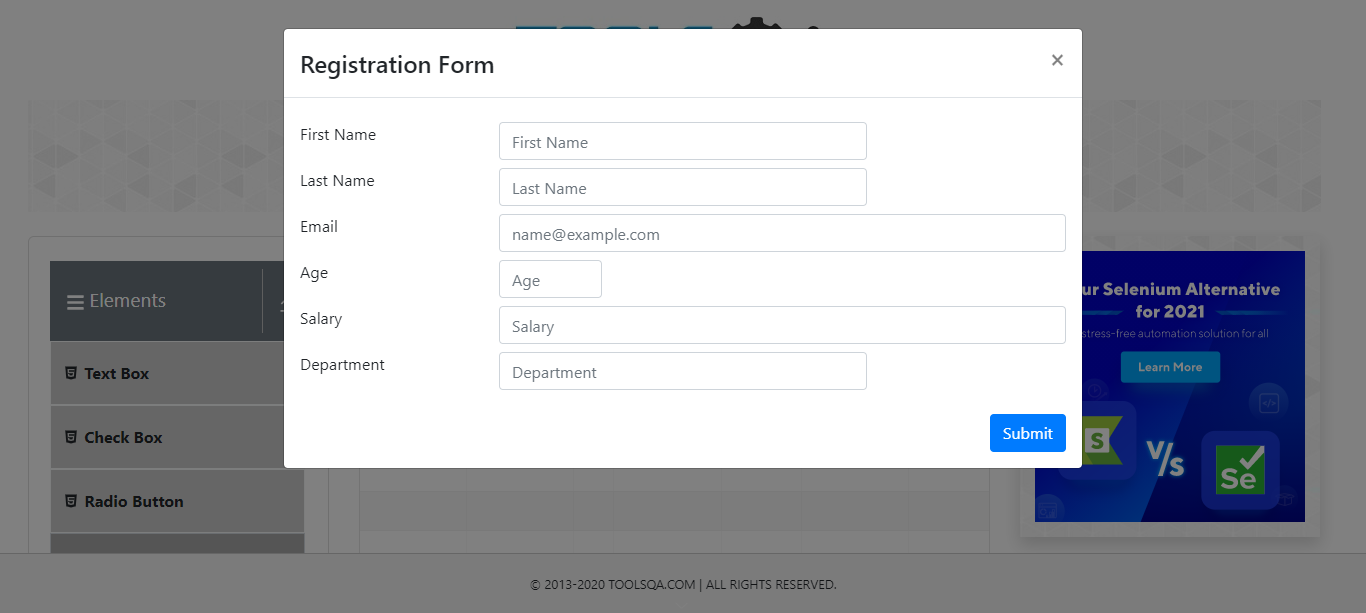 Registration Form
×
First Name
First Name
Last Name
Last Name
Email
name@example.com
Age
Age
Salary
Salary
Department
Department
Submit
Elements
Text Box
Check Box
Radio Button
Selenium Alternative
for 2021
stress-free automation solution for all
Learn More
S
V/s
Se
© 2013-2020 TOOLSQA.COM | ALL RIGHTS RESERVED.